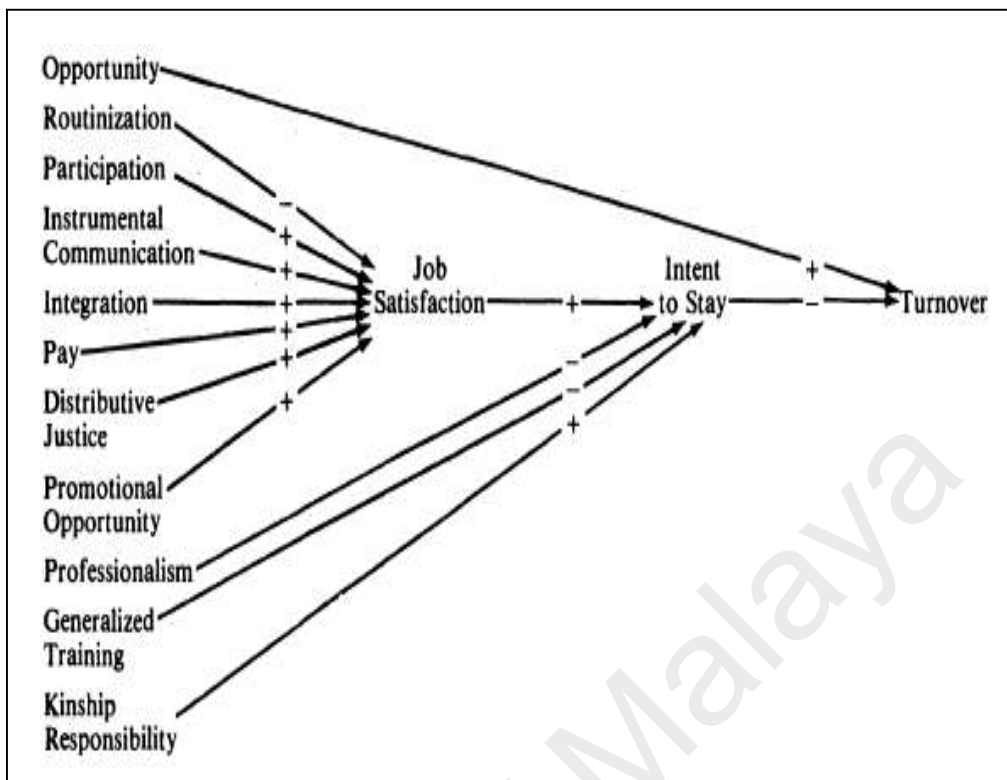 Opportunity
Routinization
Participation
Instrumental
Communication
Integration
Pay
Distributive
Justice
Promotional
Opportunity
Professionalism
Generalized
Training
Kinship
Responsibility
−
+
+
+
+
+
+
Job
Satisfaction
+
−
−
+
Intent
to Stay
+
−
Turnover
Malaya